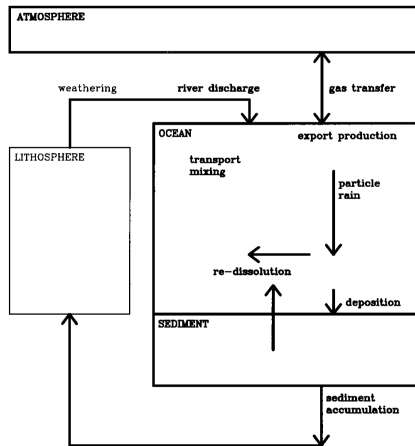 ATMOSPHERE
weathering
river discharge
gas transfer
OCEAN
export production
LITHOSPHERE
transport
mixing
particle
rain
re-dissolution
deposition
SEDIMENT
sediment
accumulation